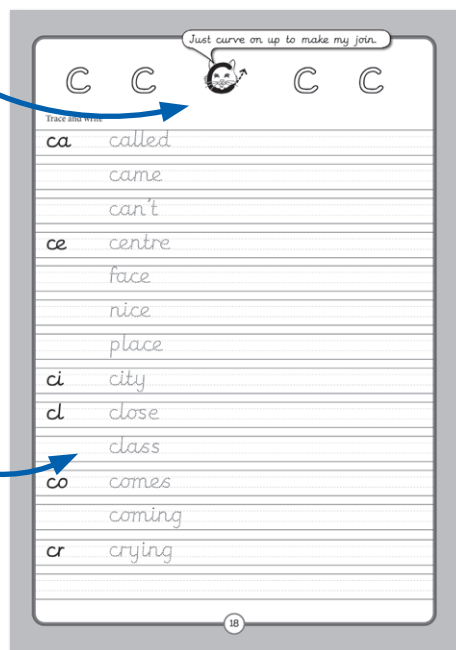 Just curve on up to make my join.
c c c c c
Trace and write
ca called
came
can't
ce centre
face
nice
place
ci city
cl close
class
co comes
coming
cr crying
18